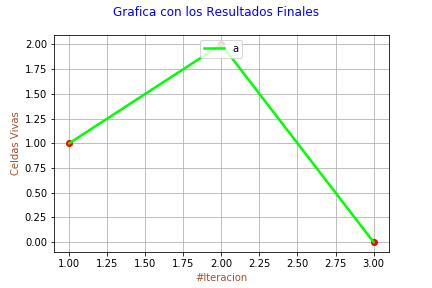 Grafica con los Resultados Finales
a
2.00
1.75
1.50
1.25
1.00
0.75
0.50
0.25
0.00
Celdas Vivas
1.00 1.25 1.50 1.75 2.00 2.25 2.50 2.75 3.00
#Iteracion